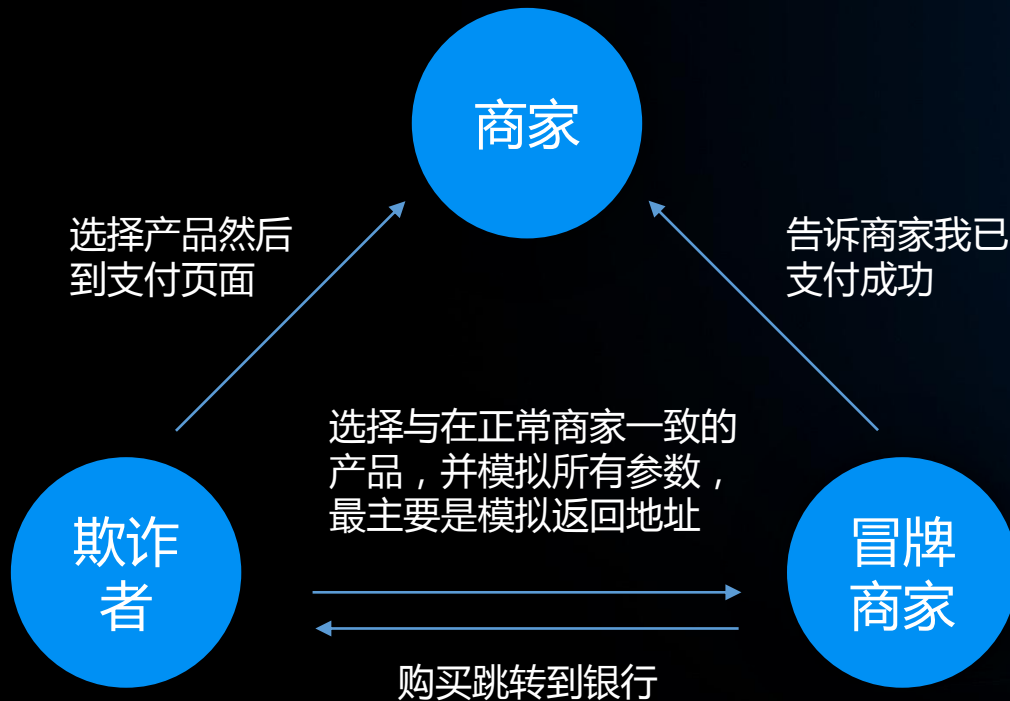 商家
选择产品然后
到支付页面
告诉商家我已
支付成功
选择与在正常商家一致的
产品，并模拟所有参数，
最主要是模拟返回地址
欺诈
者
冒牌
商家
购买跳转到银行